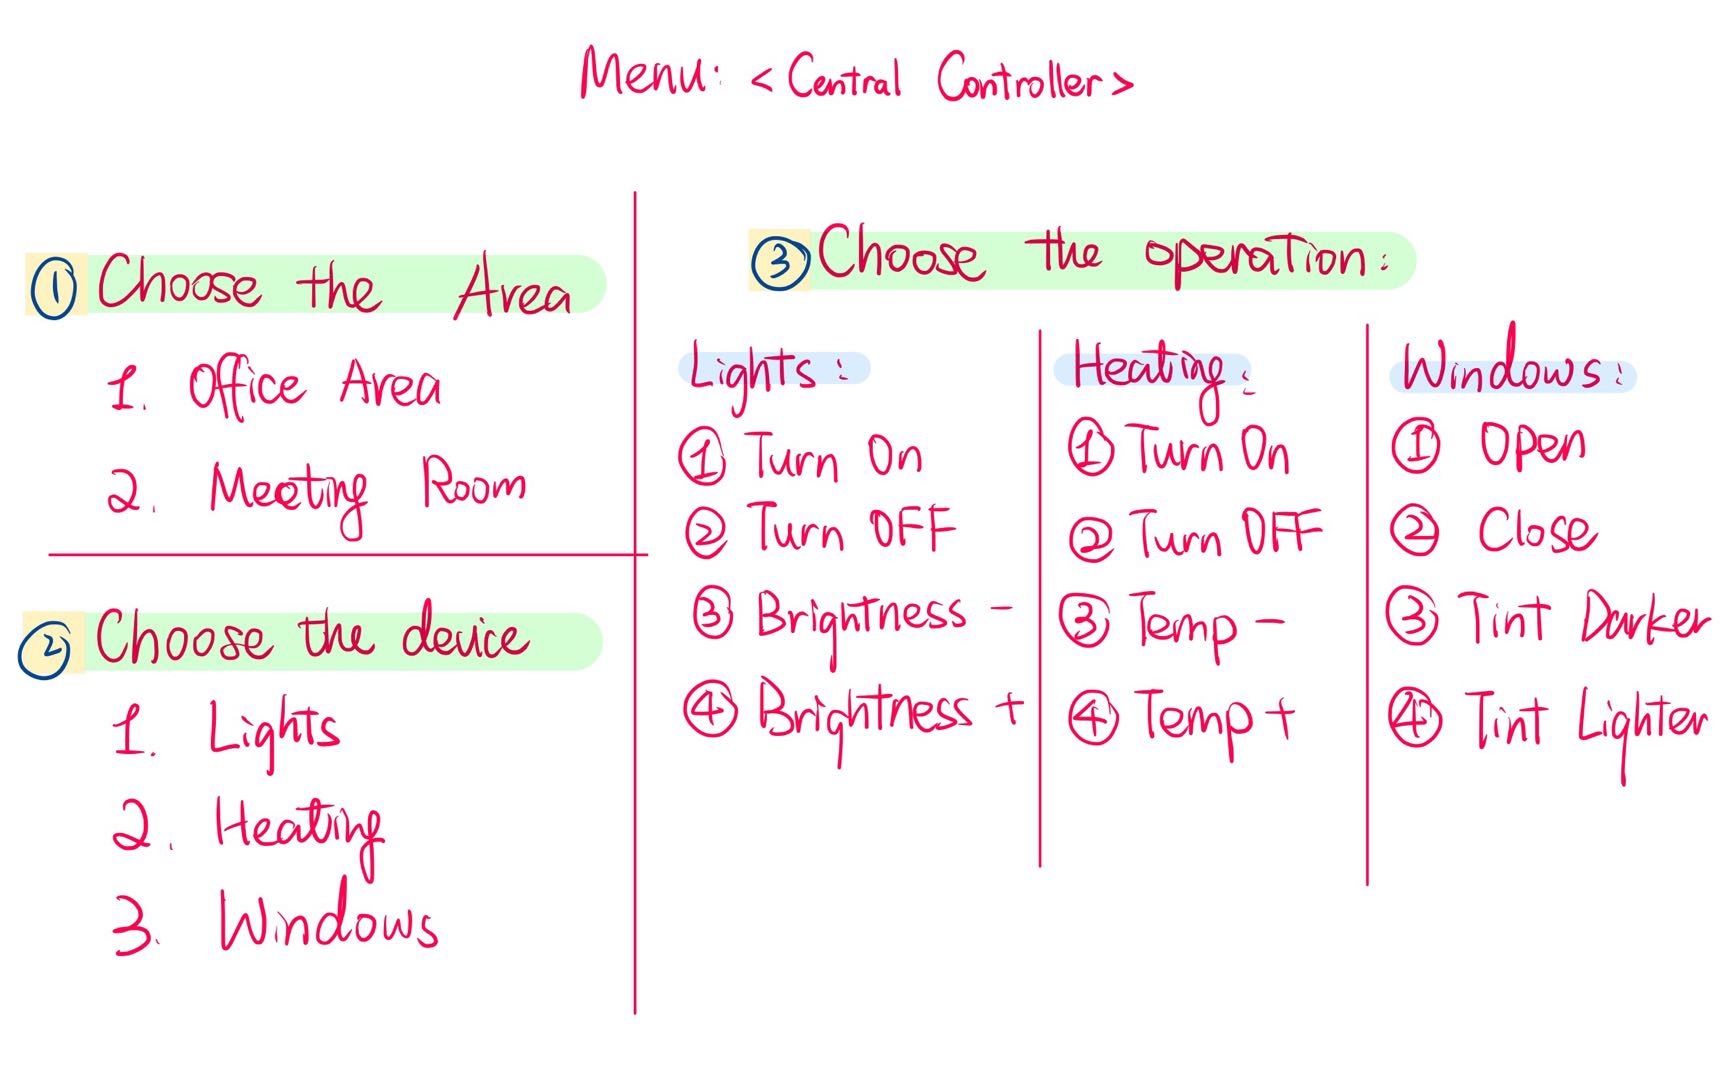 Menu: < Central Controller >
① Choose the Area
1. Office Area
2. Meeting Room
② Choose the device
1. Lights
2. Heating
3. Windows
③ Choose the operation:
Lights:
① Turn On
② Turn OFF
③ Brightness -
④ Brightness +
Heating:
① Turn On
② Turn OFF
③ Temp -
④ Temp +
Windows:
① Open
② Close
③ Tint Darker
④ Tint Lighter